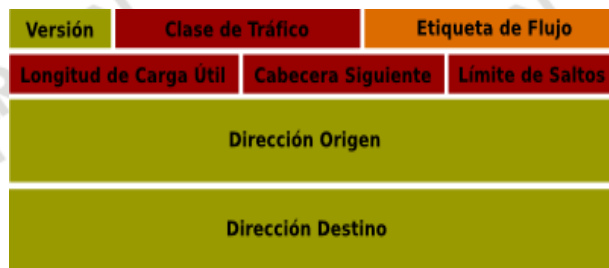 Versión Clase de Tráfico Etiqueta de Flujo
Longitud de Carga Útil Cabecera Siguiente Límite de Saltos
Dirección Origen
Dirección Destino